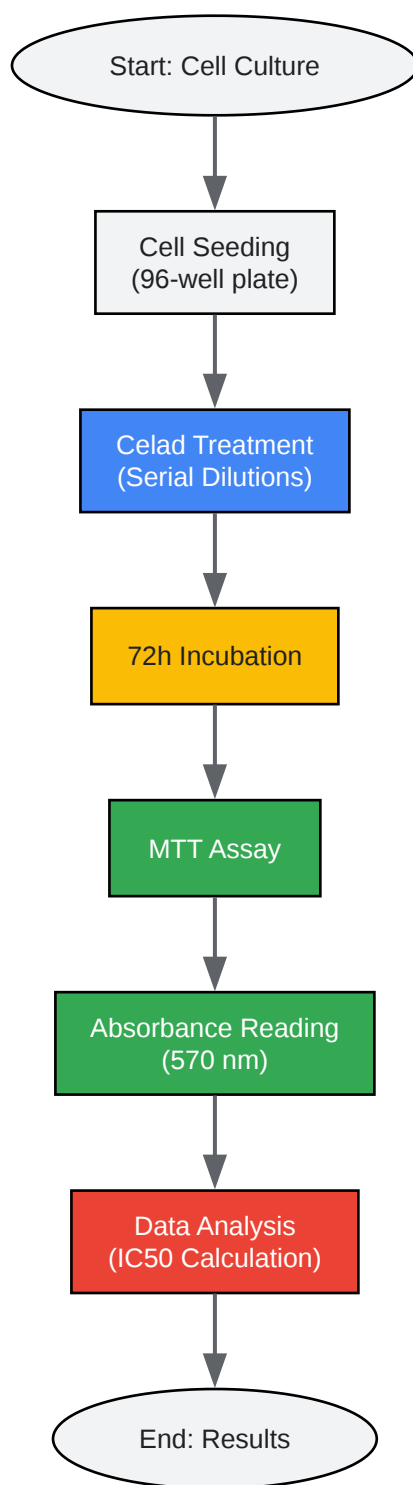 Start: Cell Culture
Cell Seeding
(96-well plate)
Celad Treatment
(Serial Dilutions)
72h Incubation
MTT Assay
Absorbance Reading
(570 nm)
Data Analysis
(IC50 Calculation)
End: Results